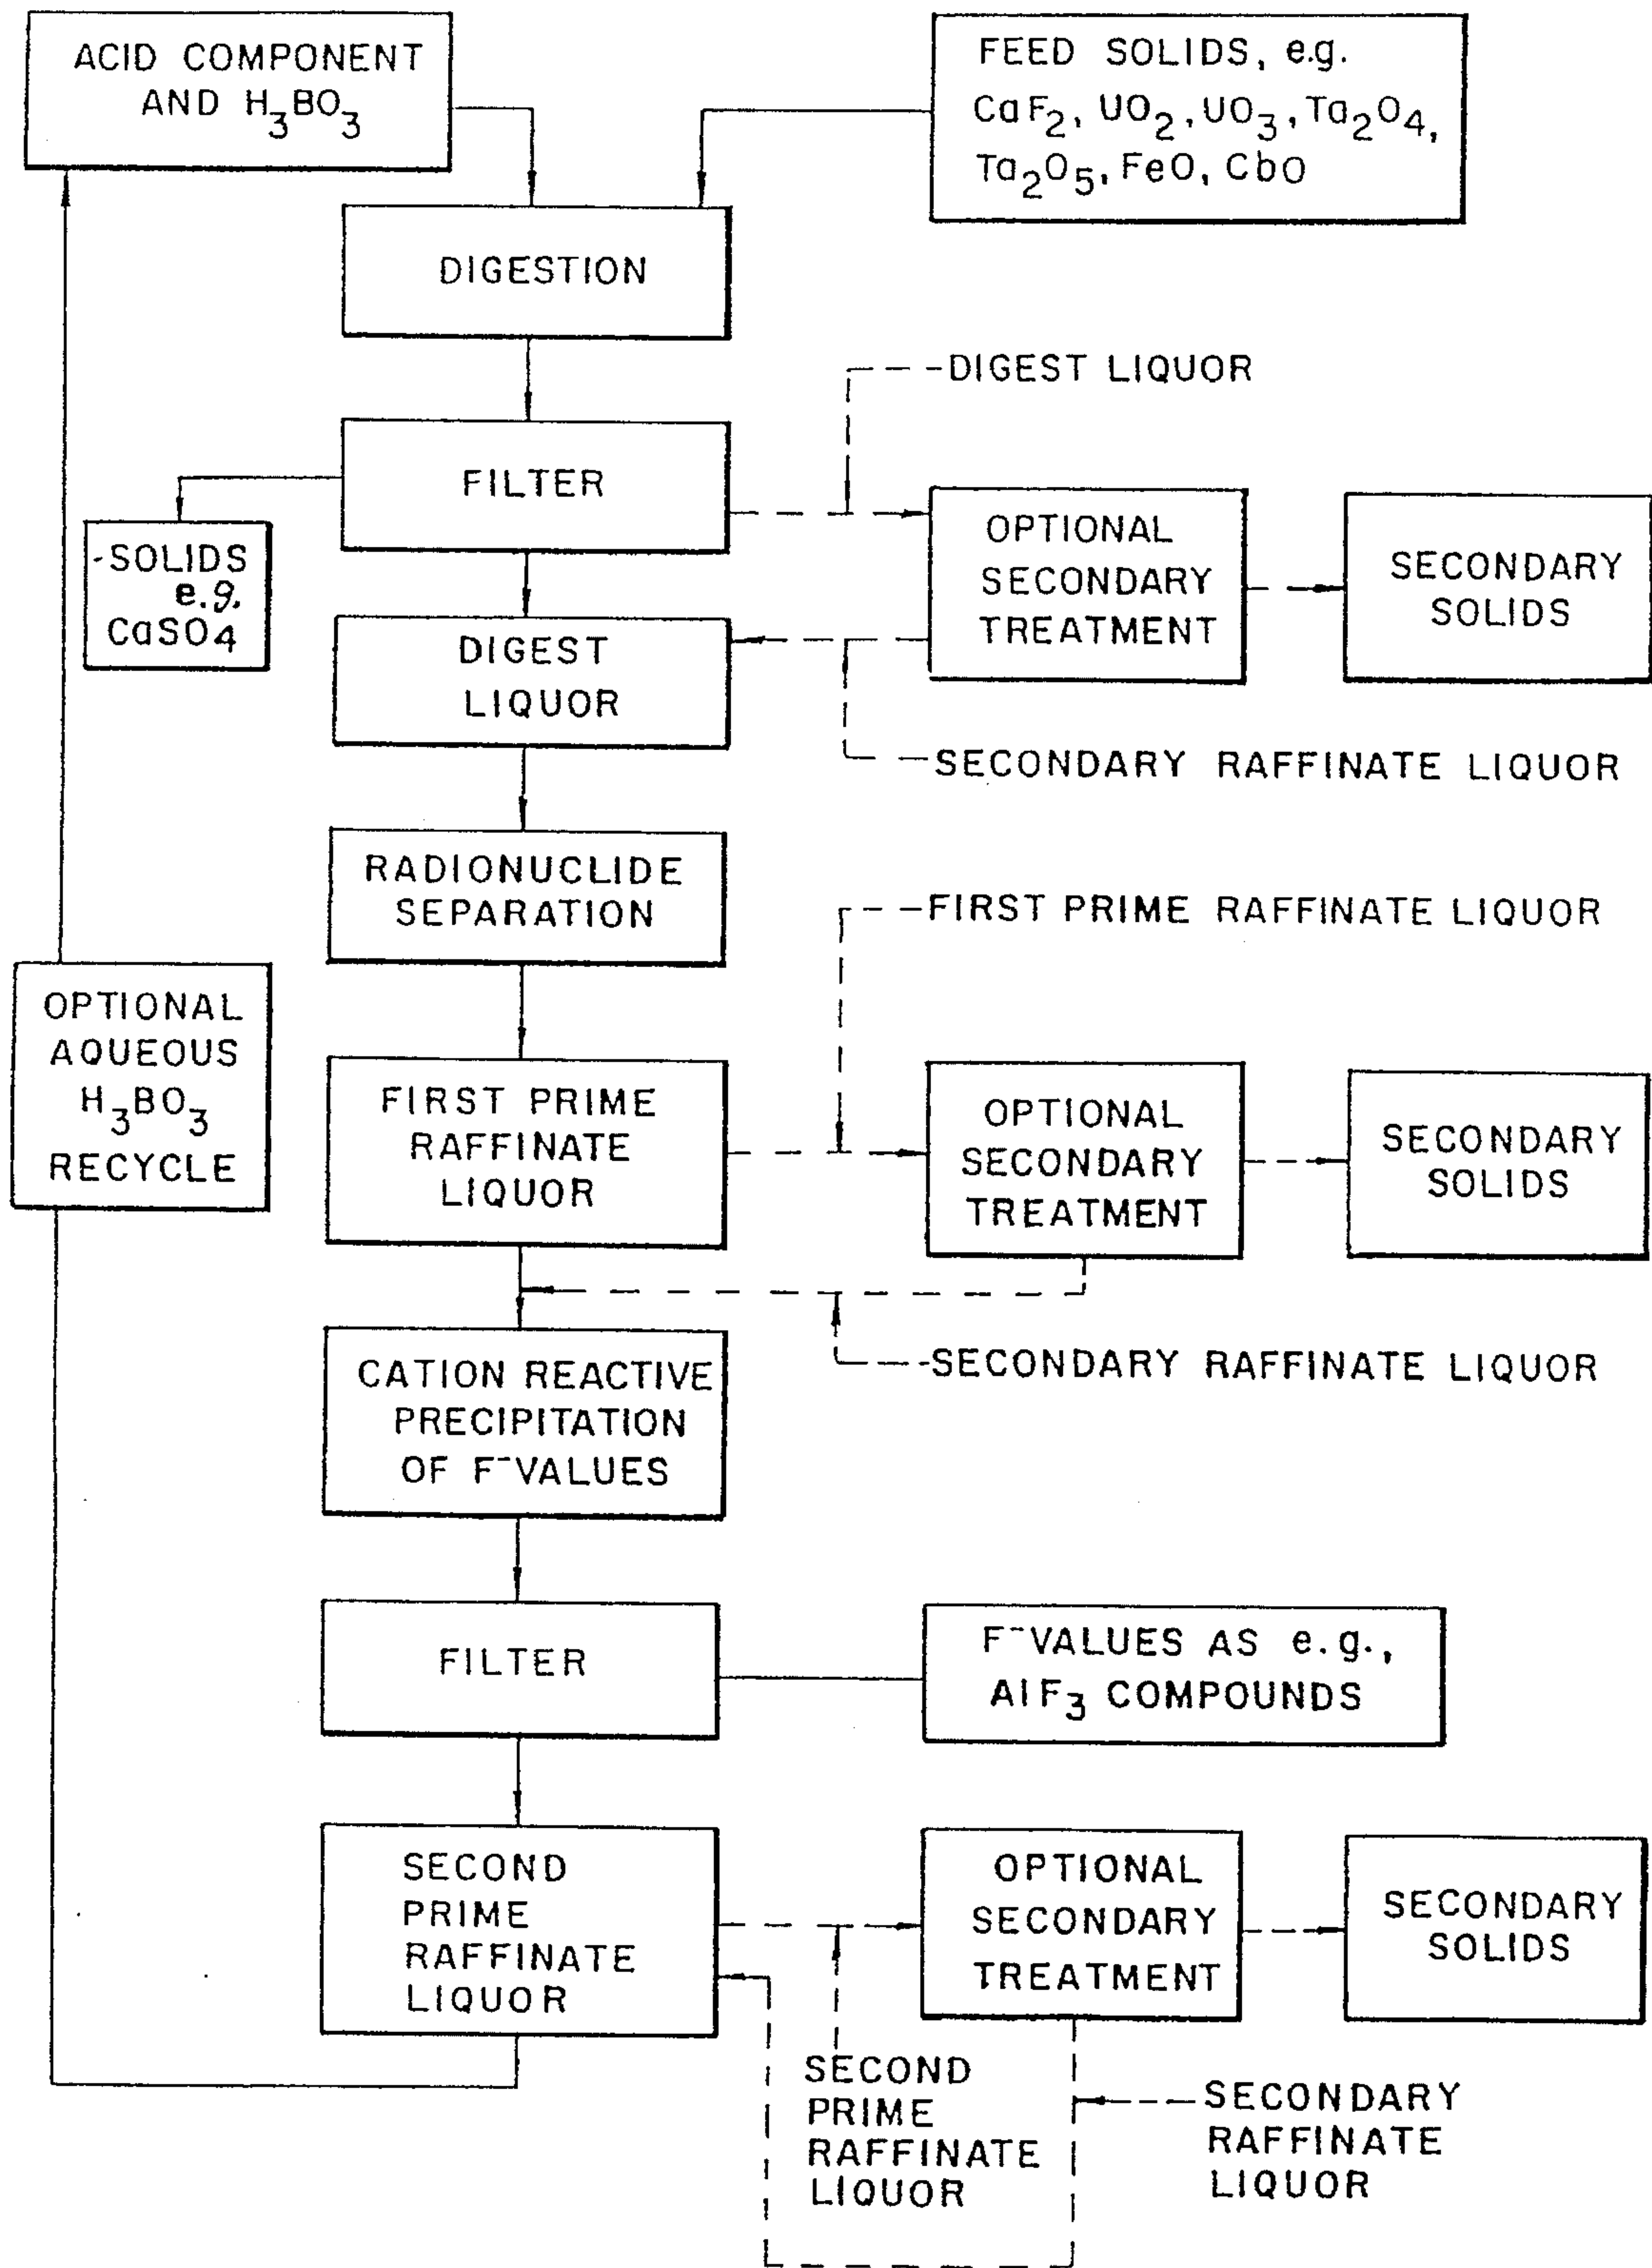 ACID COMPONENT
AND H₃BO₃
FEED SOLIDS, e.g.
CaF₂, UO₂, UO₃, Ta₂O₄,
Ta₂O₅, FeO, CbO
DIGESTION
DIGEST LIQUOR
FILTER
-SOLIDS
e.g.
CaSO4
OPTIONAL
SECONDARY
TREATMENT
SECONDARY
SOLIDS
DIGEST
LIQUOR
SECONDARY RAFFINATE LIQUOR
RADIONUCLIDE
SEPARATION
FIRST PRIME RAFFINATE LIQUOR
OPTIONAL
AQUEOUS
H₃BO₃
RECYCLE
FIRST PRIME
RAFFINATE
LIQUOR
OPTIONAL
SECONDARY
TREATMENT
SECONDARY
SOLIDS
SECONDARY RAFFINATE LIQUOR
CATION REACTIVE
PRECIPITATION
OF F⁻VALUES
FILTER
F⁻VALUES AS e.g.,
AlF₃ COMPOUNDS
SECOND
PRIME
RAFFINATE
LIQUOR
OPTIONAL
SECONDARY
TREATMENT
SECONDARY
SOLIDS
SECOND
PRIME
RAFFINATE
LIQUOR
SECONDARY
RAFFINATE
LIQUOR